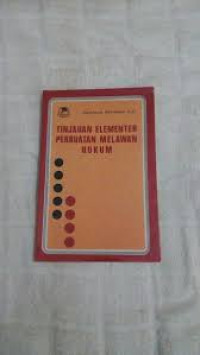 TINJAUAN ELEMENTER
PERBUATAN MELAWAN
HUKUM